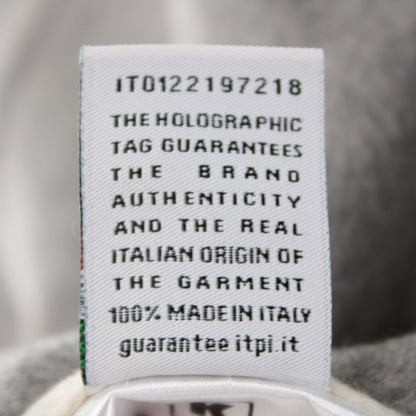 IT0122197218
THE HOLOGRAPHIC
TAG GUARANTEES
THE BRAND
AUTHENTICITY
AND THE REAL
ITALIAN ORIGIN OF
THE GARMENT
100% MADE IN ITALY
guarantee itpi.it